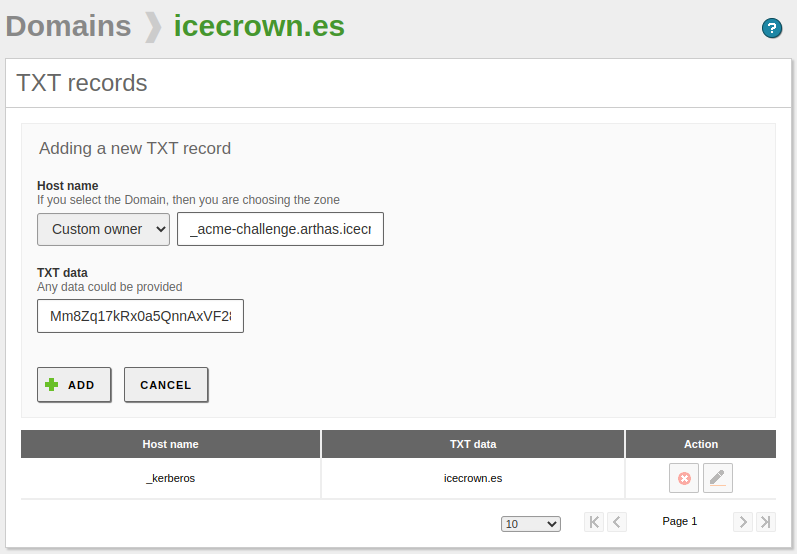 Domains icecrown.es
?
TXT records
Adding a new TXT record
Host name
If you select the Domain, then you are choosing the zone
Custom owner _acme-challenge.arthas.icecr
TXT data
Any data could be provided
Mm8Zq17kRx0a5QnnAxVF28
ADD CANCEL
Host name TXT data Action
_kerberos icecrown.es
10 Page 1